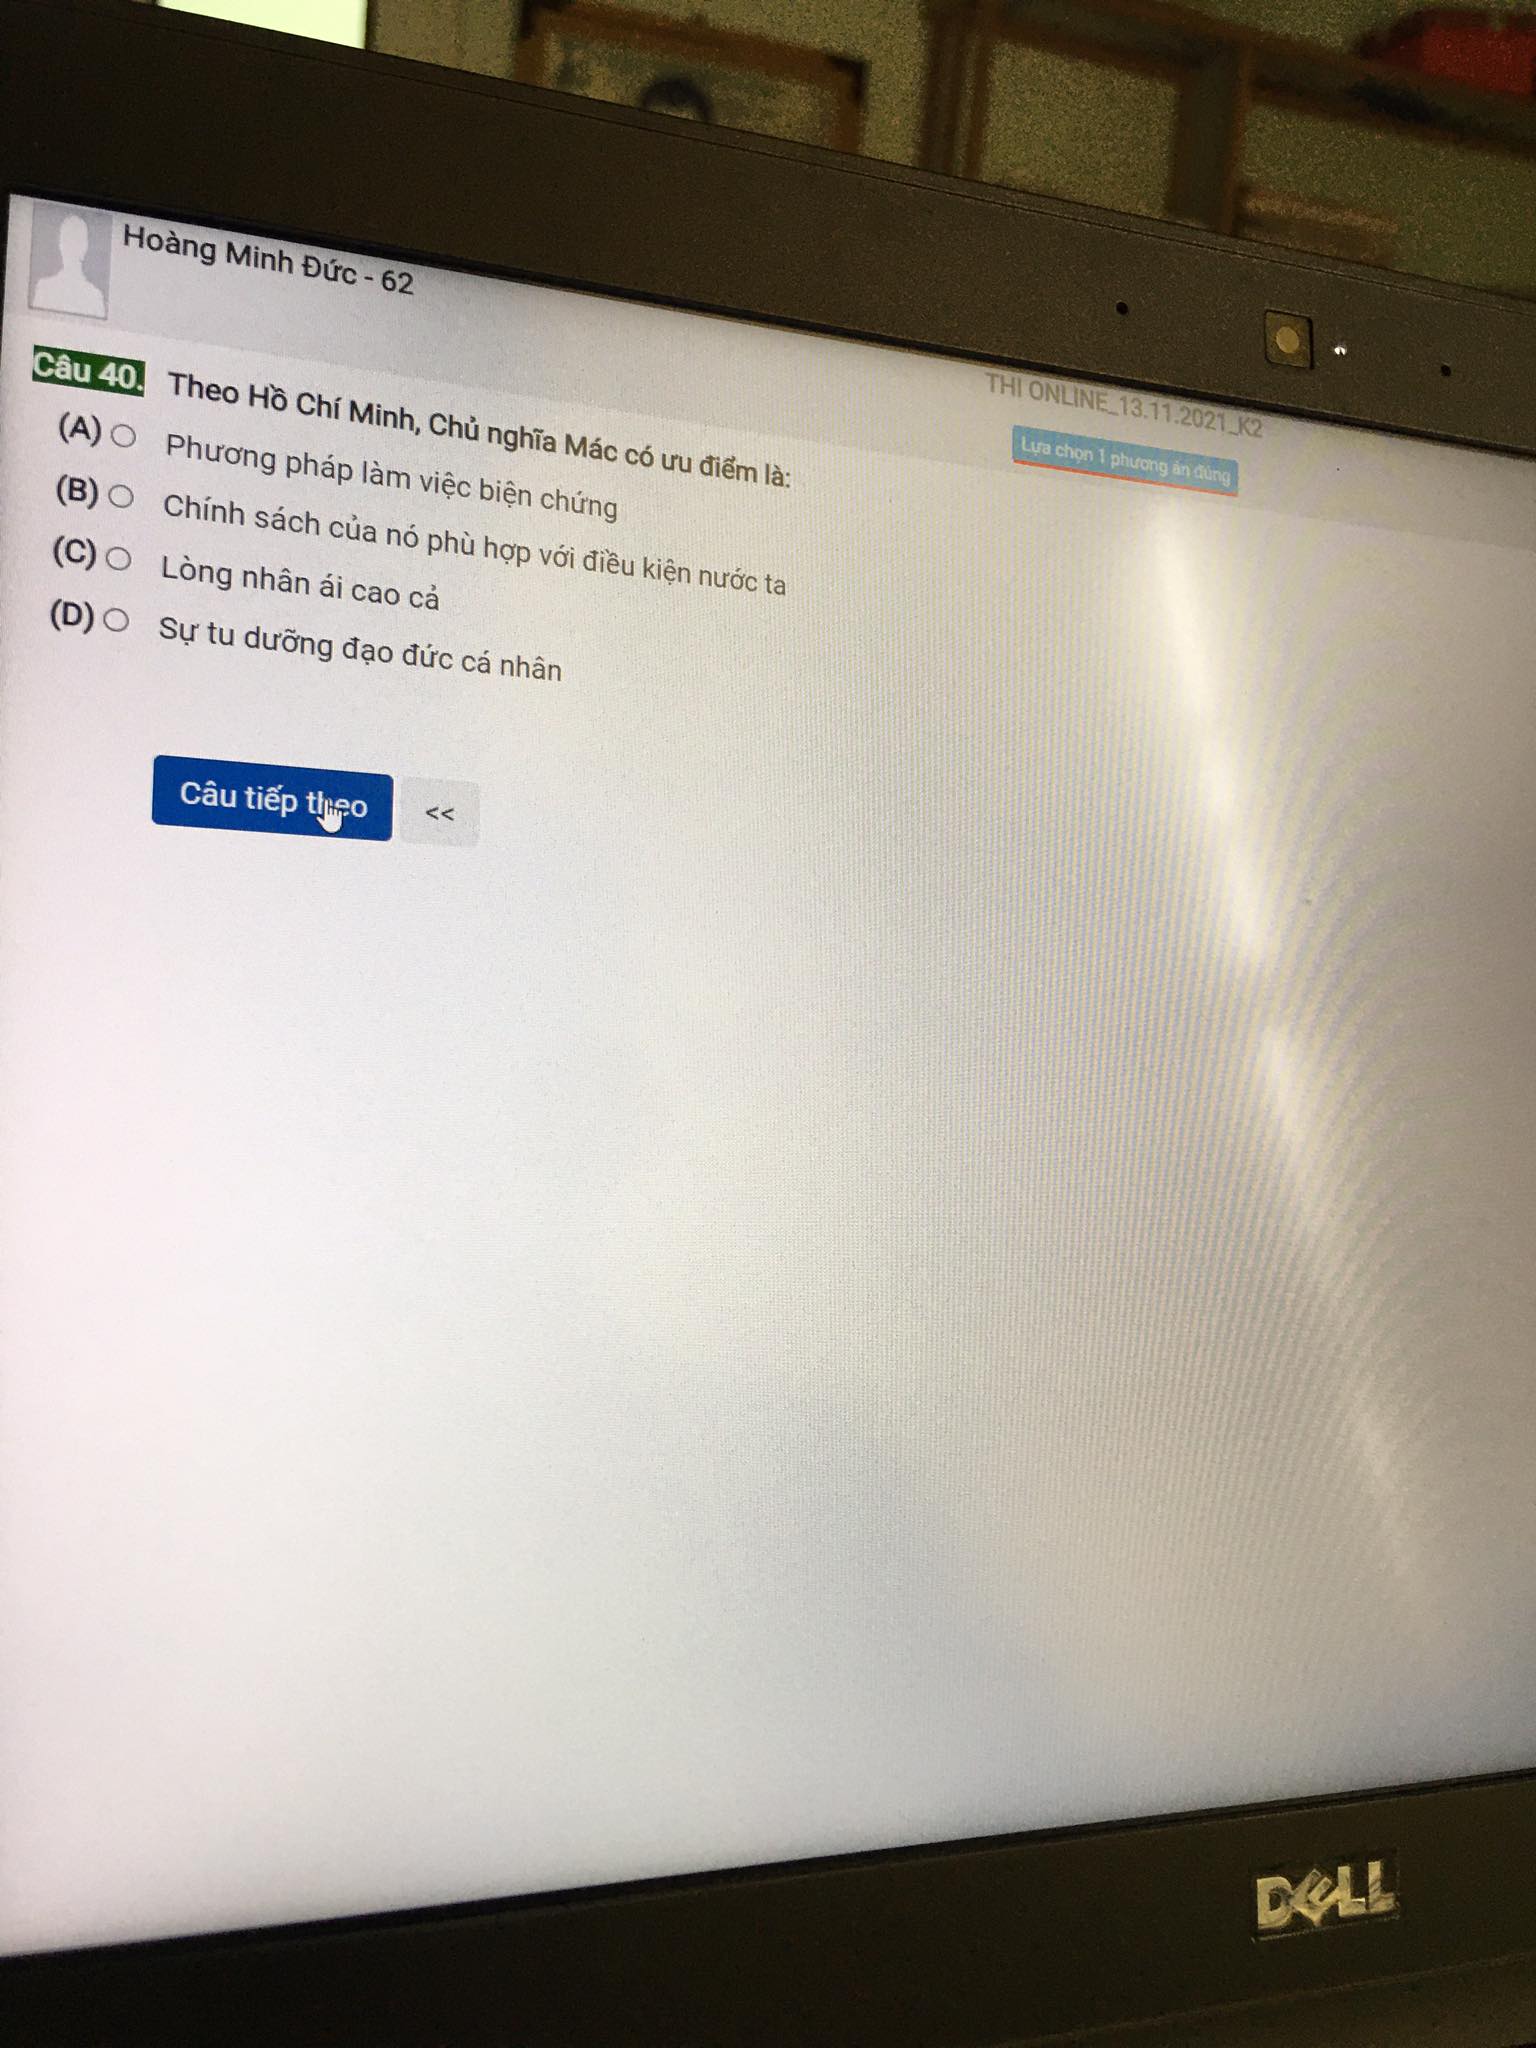 Hoàng Minh Đức - 62
THI ONLINE_13.11.2021_K2
Câu 40. Theo Hồ Chí Minh, Chủ nghĩa Mác có ưu điểm là:
Lựa chọn 1 phương án đúng
(A) Phương pháp làm việc biện chứng
(B) Chính sách của nó phù hợp với điều kiện nước ta
(C) Lòng nhân ái cao cả
(D) Sự tu dưỡng đạo đức cá nhân
Câu tiếp theo <<
DELL